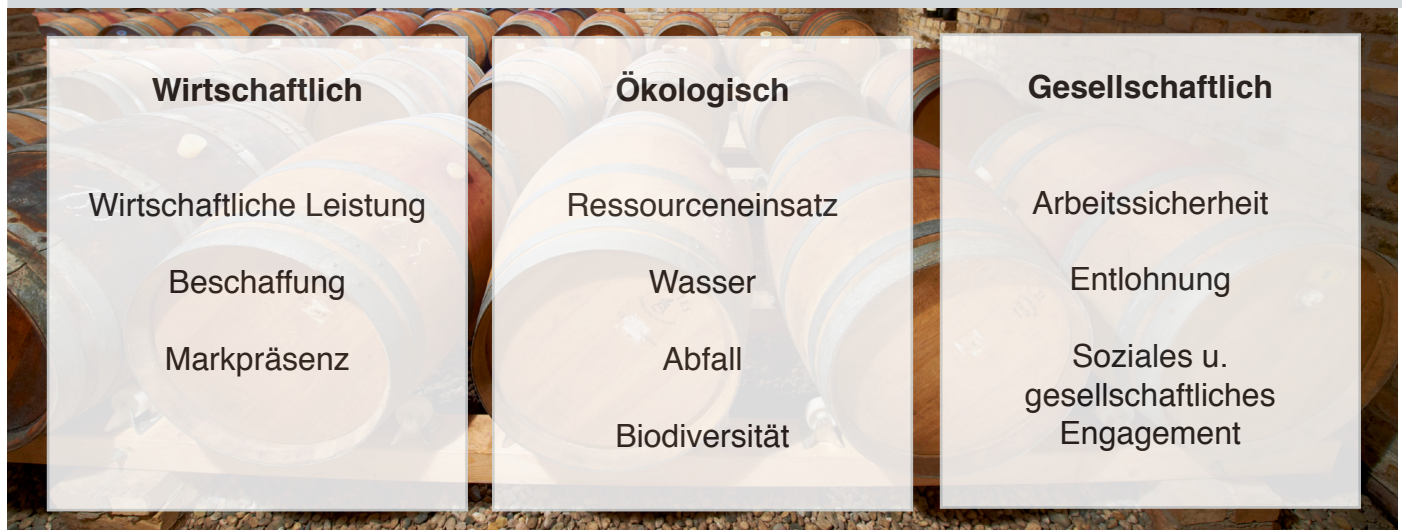 Wirtschaftlich
Wirtschaftliche Leistung
Beschaffung
Markpräsenz
Ökologisch
Ressourceneinsatz
Wasser
Abfall
Biodiversität
Gesellschaftlich
Arbeitssicherheit
Entlohnung
Soziales u.
gesellschaftliches
Engagement